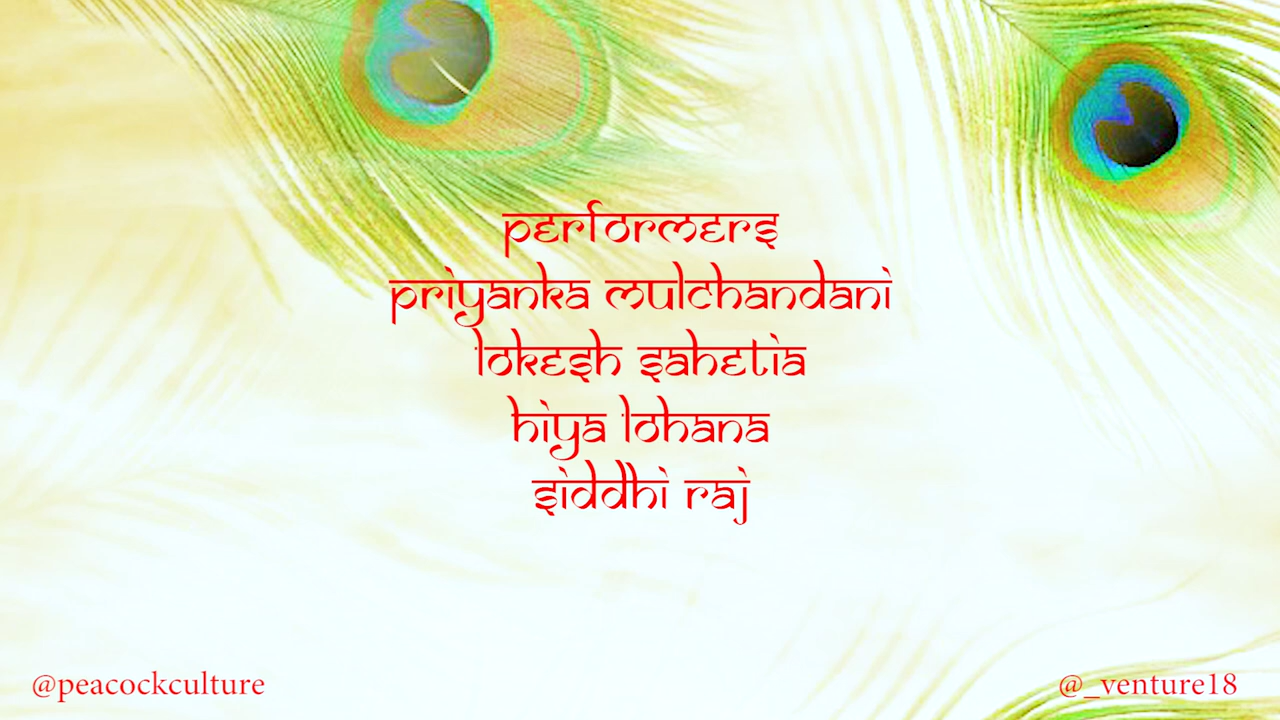 performers
priyanka mulchandani
lokesh sahetia
hiya lohana
siddhi raj
@peacockculture
@_venture18